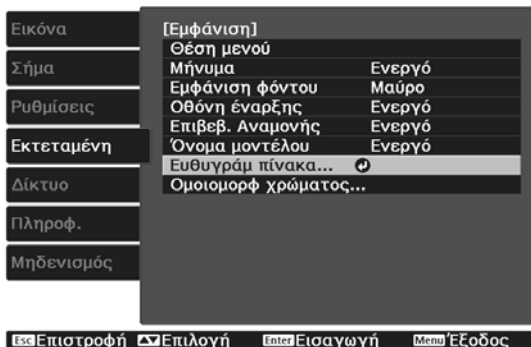 Εικόνα
Σήμα
Ρυθμίσεις
Εκτεταμένη
Δίκτυο
Πληροφ.
Μηδενισμός
[Εμφάνιση]
Θέση μενού
Μήνυμα Ενεργό
Εμφάνιση φόντου Μαύρο
Οθόνη έναρξης Ενεργό
Επιβεβ. Αναμονής Ενεργό
Όνομα μοντέλου Ενεργό
Ευθυγράμ πίνακα...
Ομοιομορφ χρώματος...
Esc Επιστροφή Επιλογή Enter Εισαγωγή Menu Έξοδος